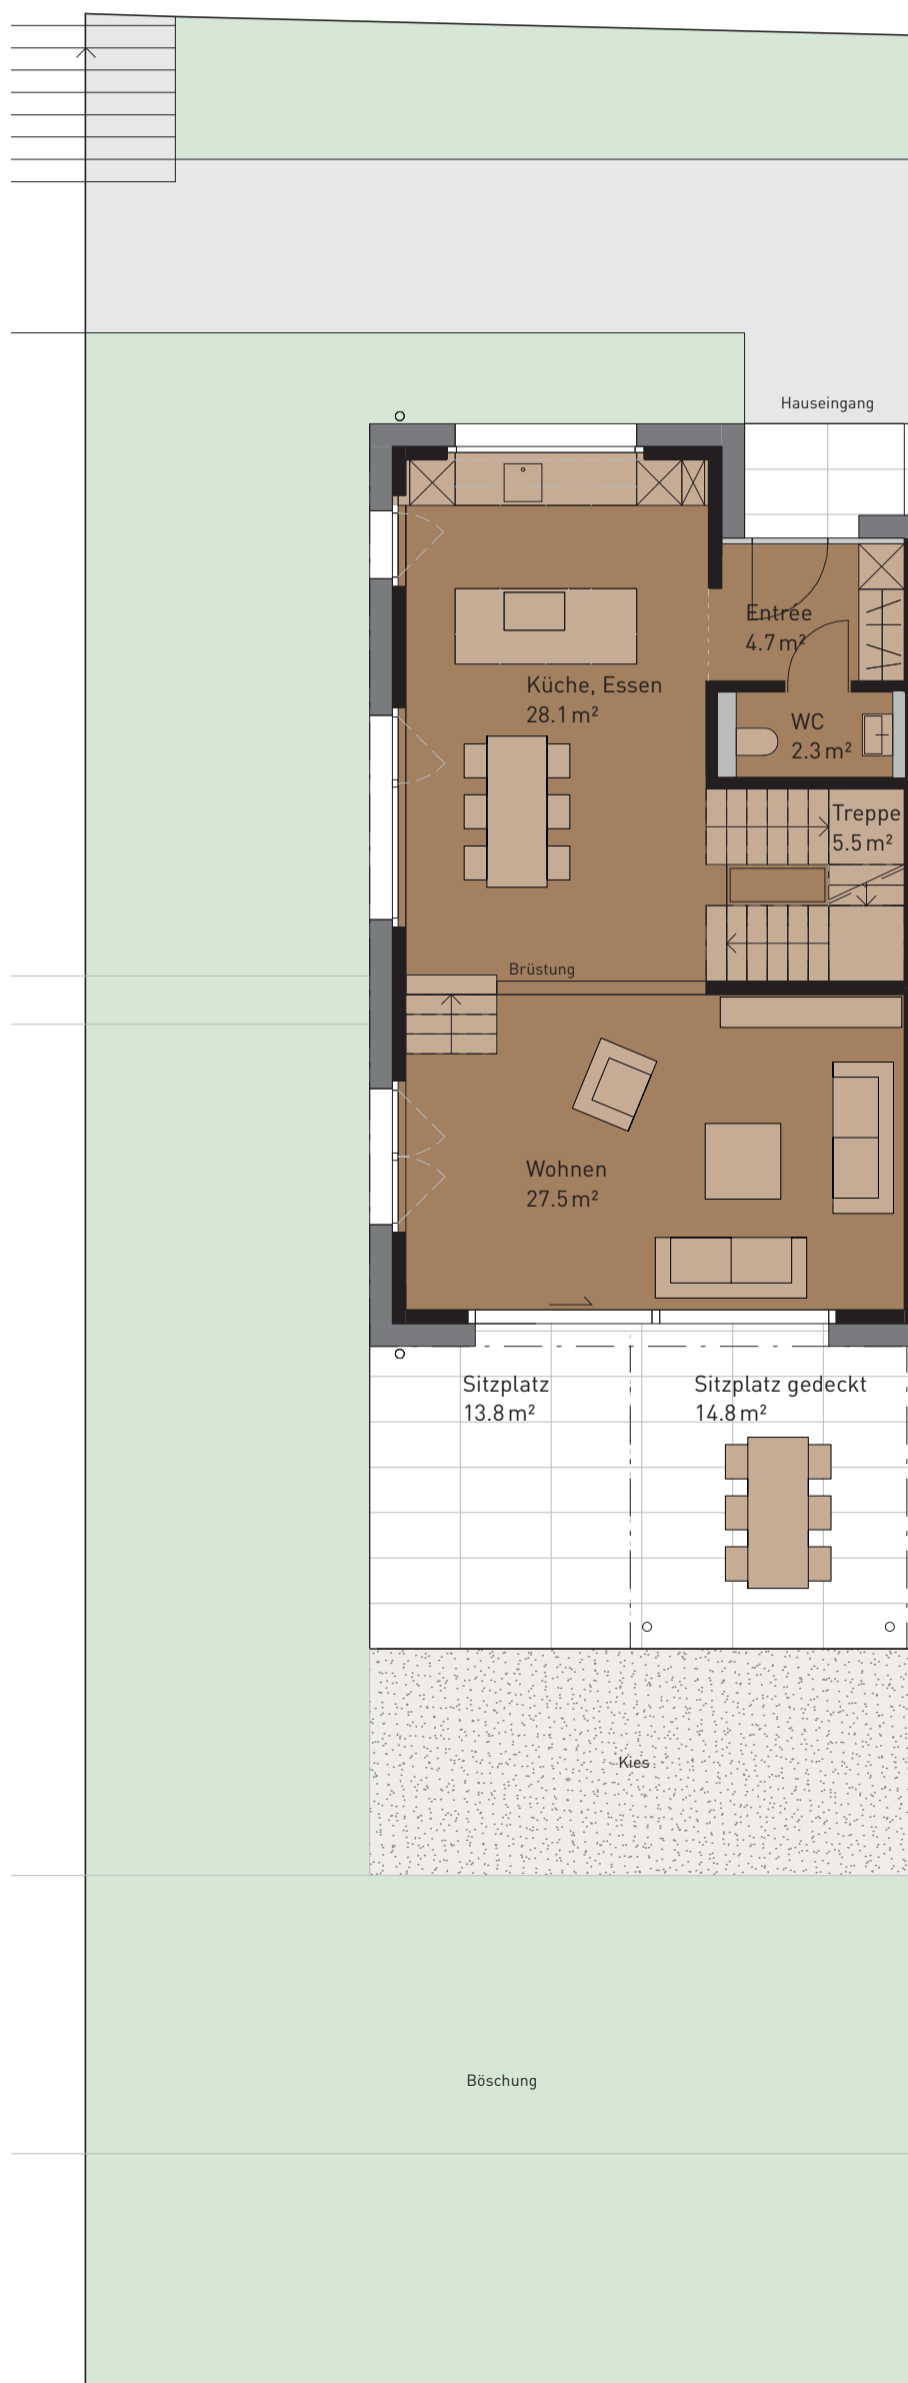 Hauseingang
Entrée
4.7 m²
Küche, Essen
28.1 m²
WC
2.3 m²
Treppe
5.5 m²
Brüstung
Wohnen
27.5 m²
Sitzplatz
13.8 m²
Sitzplatz gedeckt
14.8 m²
Kies
Böschung